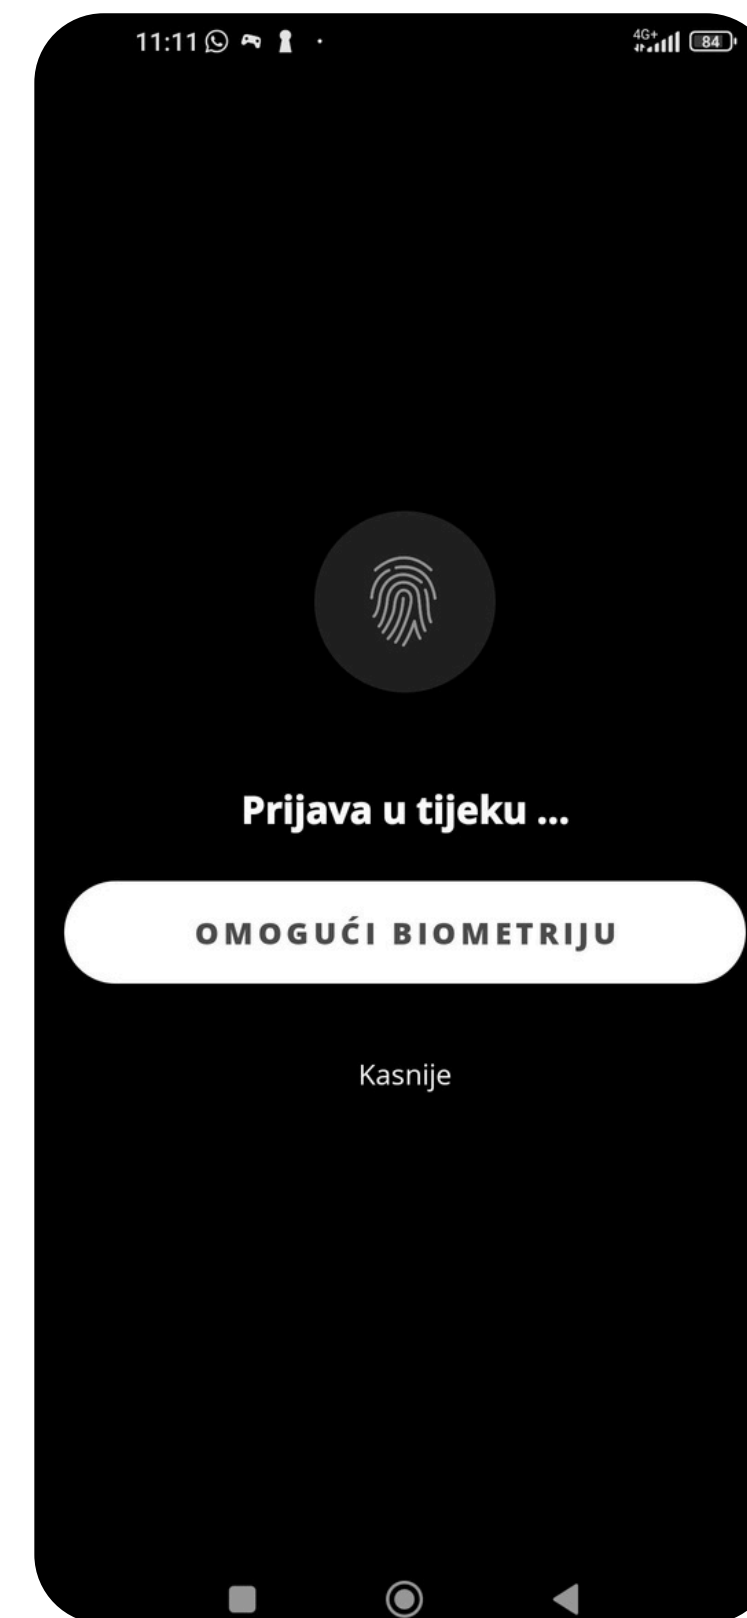 11:11
4G+
84
Prijava u tijeku ...
OMOGUĆI BIOMETRIJU
Kasnije